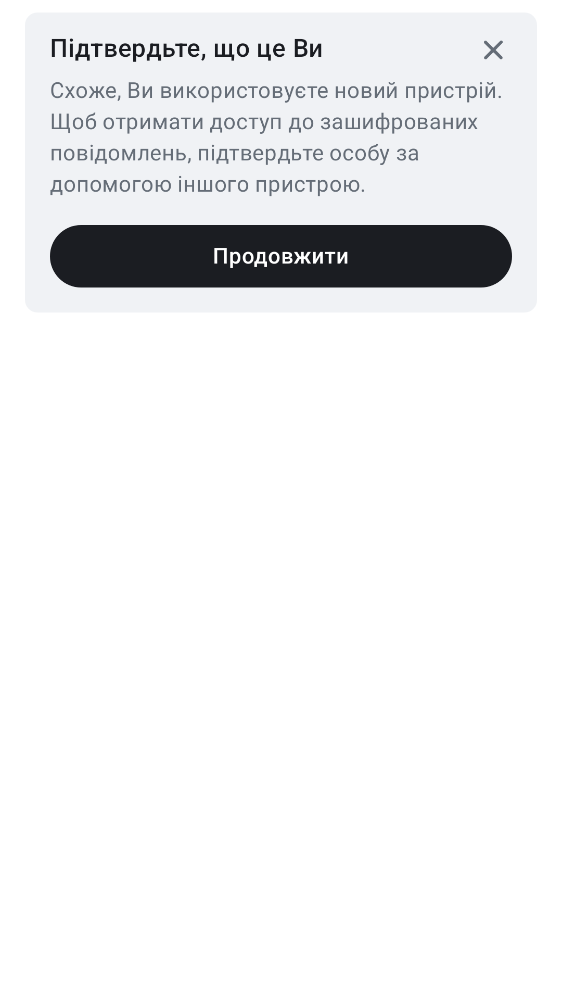 Підтвердьте, що це Ви
Схоже, Ви використовуєте новий пристрій.
Щоб отримати доступ до зашифрованих
повідомлень, підтвердьте особу за
допомогою іншого пристрою.
Продовжити